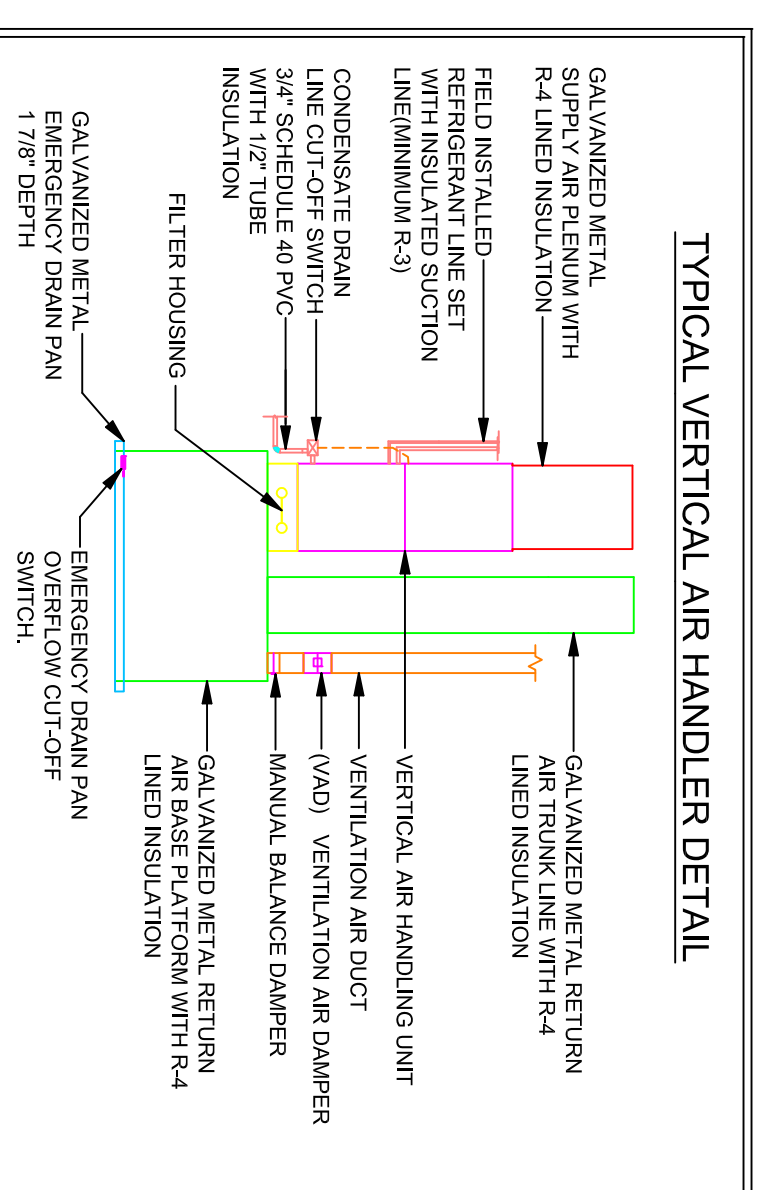 TYPICAL VERTICAL AIR HANDLER DETAIL
GALVANIZED METAL
SUPPLY AIR PLENUM WITH
R-4 LINED INSULATION
FIELD INSTALLED
REFRIGERANT LINE SET
WITH INSULATED SUCTION
LINE(MINIMUM R-3)
CONDENSATE DRAIN
LINE CUT-OFF SWITCH
3/4" SCHEDULE 40 PVC
WITH 1/2" TUBE
INSULATION
FILTER HOUSING
GALVANIZED METAL
EMERGENCY DRAIN PAN
1 7/8" DEPTH
GALVANIZED METAL RETURN
AIR TRUNK LINE WITH R-4
LINED INSULATION
VERTICAL AIR HANDLING UNIT
VENTILATION AIR DUCT
(VAD) VENTILATION AIR DAMPER
MANUAL BALANCE DAMPER
GALVANIZED METAL RETURN
AIR BASE PLATFORM WITH R-4
LINED INSULATION
EMERGENCY DRAIN PAN
OVERFLOW CUT-OFF
SWITCH.